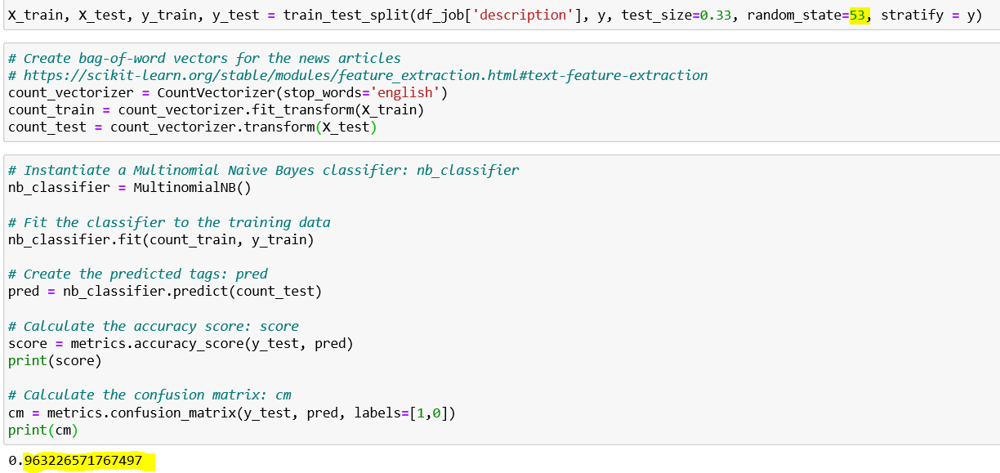 X_train, X_test, y_train, y_test = train_test_split(df_job['description'], y, test_size=0.33, random_state=53, stratify = y)
# Create bag-of-word vectors for the news articles
# https://scikit-learn.org/stable/modules/feature_extraction.html#text-feature-extraction
count_vectorizer = CountVectorizer(stop_words='english')
count_train = count_vectorizer.fit_transform(X_train)
count_test = count_vectorizer.transform(X_test)
# Instantiate a Multinomial Naive Bayes classifier: nb_classifier
nb_classifier = MultinomialNB()
# Fit the classifier to the training data
nb_classifier.fit(count_train, y_train)
# Create the predicted tags: pred
pred = nb_classifier.predict(count_test)
# Calculate the accuracy score: score
score = metrics.accuracy_score(y_test, pred)
print(score)
# Calculate the confusion matrix: cm
cm = metrics.confusion_matrix(y_test, pred, labels=[1,0])
print(cm)
0.963226571767497